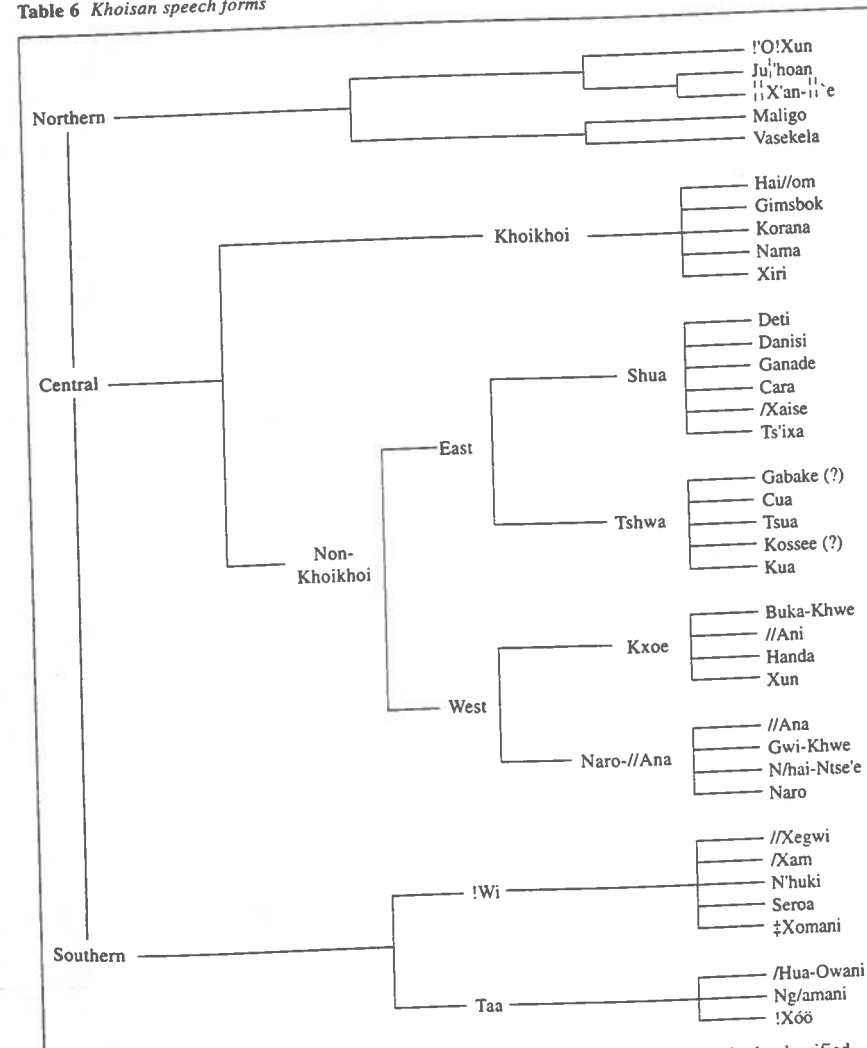 Table 6 Khoisan speech forms
!'O!Xun
Ju¦'hoan
¦¦X'an-¦¦`e
Northern
Maligo
Vasekela
Hai//om
Gimsbok
Khoikhoi
Korana
Nama
Xiri
Deti
Danisi
Ganade
Shua
Central
Cara
/Xaise
Ts'ixa
East
Gabake (?)
Cua
Tshwa
Tsua
Kossee (?)
Non-
Khoikhoi
Kua
Buka-Khwe
//Ani
Kxoe
Handa
Xun
West
//Ana
Gwi-Khwe
Naro-//Ana
N/hai-Ntse'e
Naro
//Xegwi
/Xam
!Wi
N'huki
Seroa
‡Xomani
Southern
/Hua-Owani
Ng/amani
Taa
!Xóö